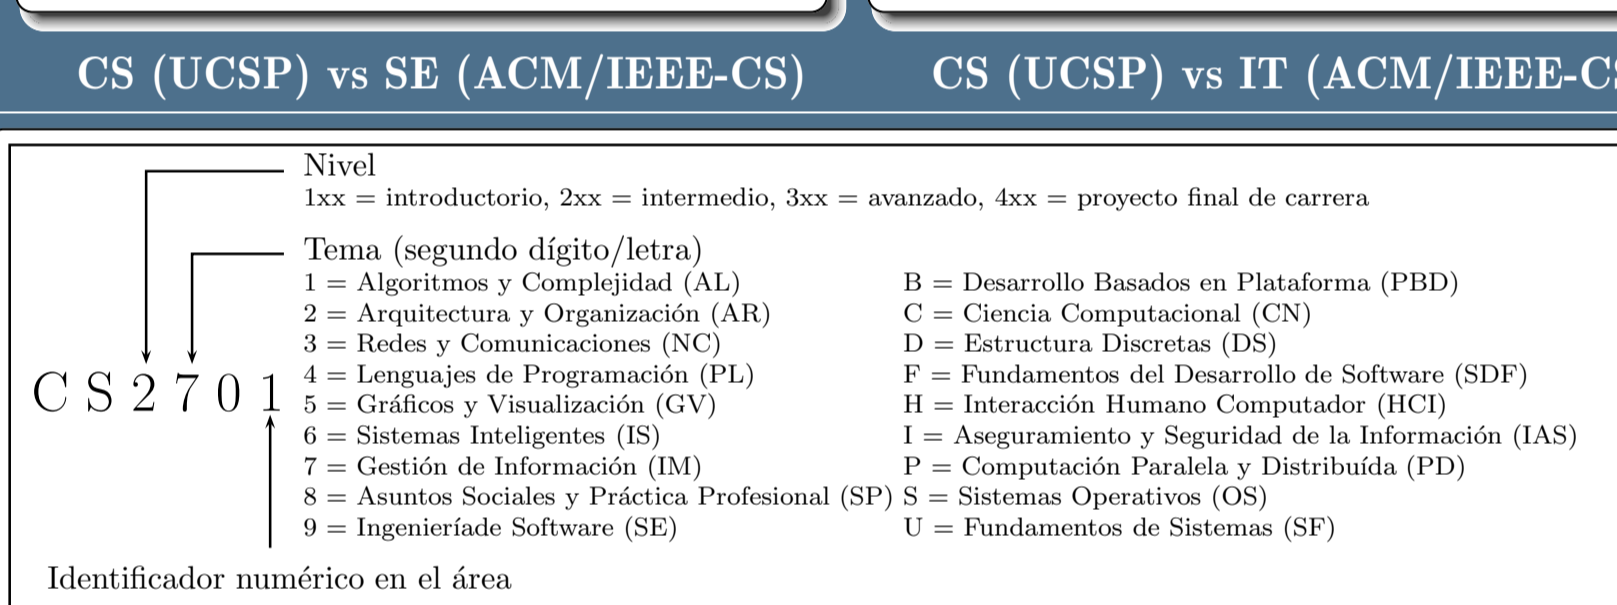 CS (UCSP) vs SE (ACM/IEEE-CS)
CS (UCSP) vs IT (ACM/IEEE-CS
Nivel
1xx = introductorio, 2xx = intermedio, 3xx = avanzado, 4xx = proyecto final de carrera
Tema (segundo dígito/letra)
1 = Algoritmos y Complejidad (AL)
2 = Arquitectura y Organización (AR)
3 = Redes y Comunicaciones (NC)
4 = Lenguajes de Programación (PL)
5 = Gráficos y Visualización (GV)
6 = Sistemas Inteligentes (IS)
7 = Gestión de Información (IM)
8 = Asuntos Sociales y Práctica Profesional (SP)
9 = Ingenieríade Software (SE)
B = Desarrollo Basados en Plataforma (PBD)
C = Ciencia Computacional (CN)
D = Estructura Discretas (DS)
F = Fundamentos del Desarrollo de Software (SDF)
H = Interacción Humano Computador (HCI)
I = Aseguramiento y Seguridad de la Información (IAS)
P = Computación Paralela y Distribuída (PD)
S = Sistemas Operativos (OS)
U = Fundamentos de Sistemas (SF)
C S 2 7 0 1
Identificador numérico en el área